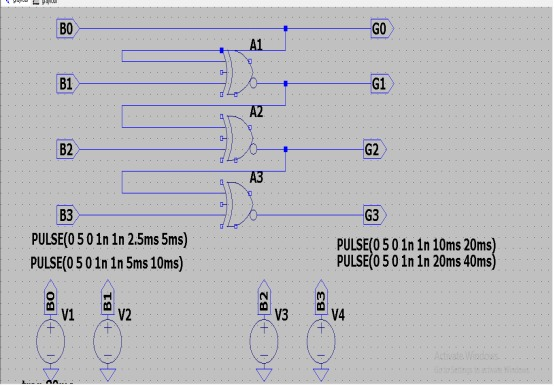 B0 G0
A1
B1 G1
A2
B2 G2
A3
B3 G3
PULSE(0 5 0 1n 1n 2.5ms 5ms)
PULSE(0 5 0 1n 1n 5ms 10ms)
PULSE(0 5 0 1n 1n 10ms 20ms)
PULSE(0 5 0 1n 1n 20ms 40ms)
B0 V1
B1 V2
B2 V3
B3 V4
Activate Windows